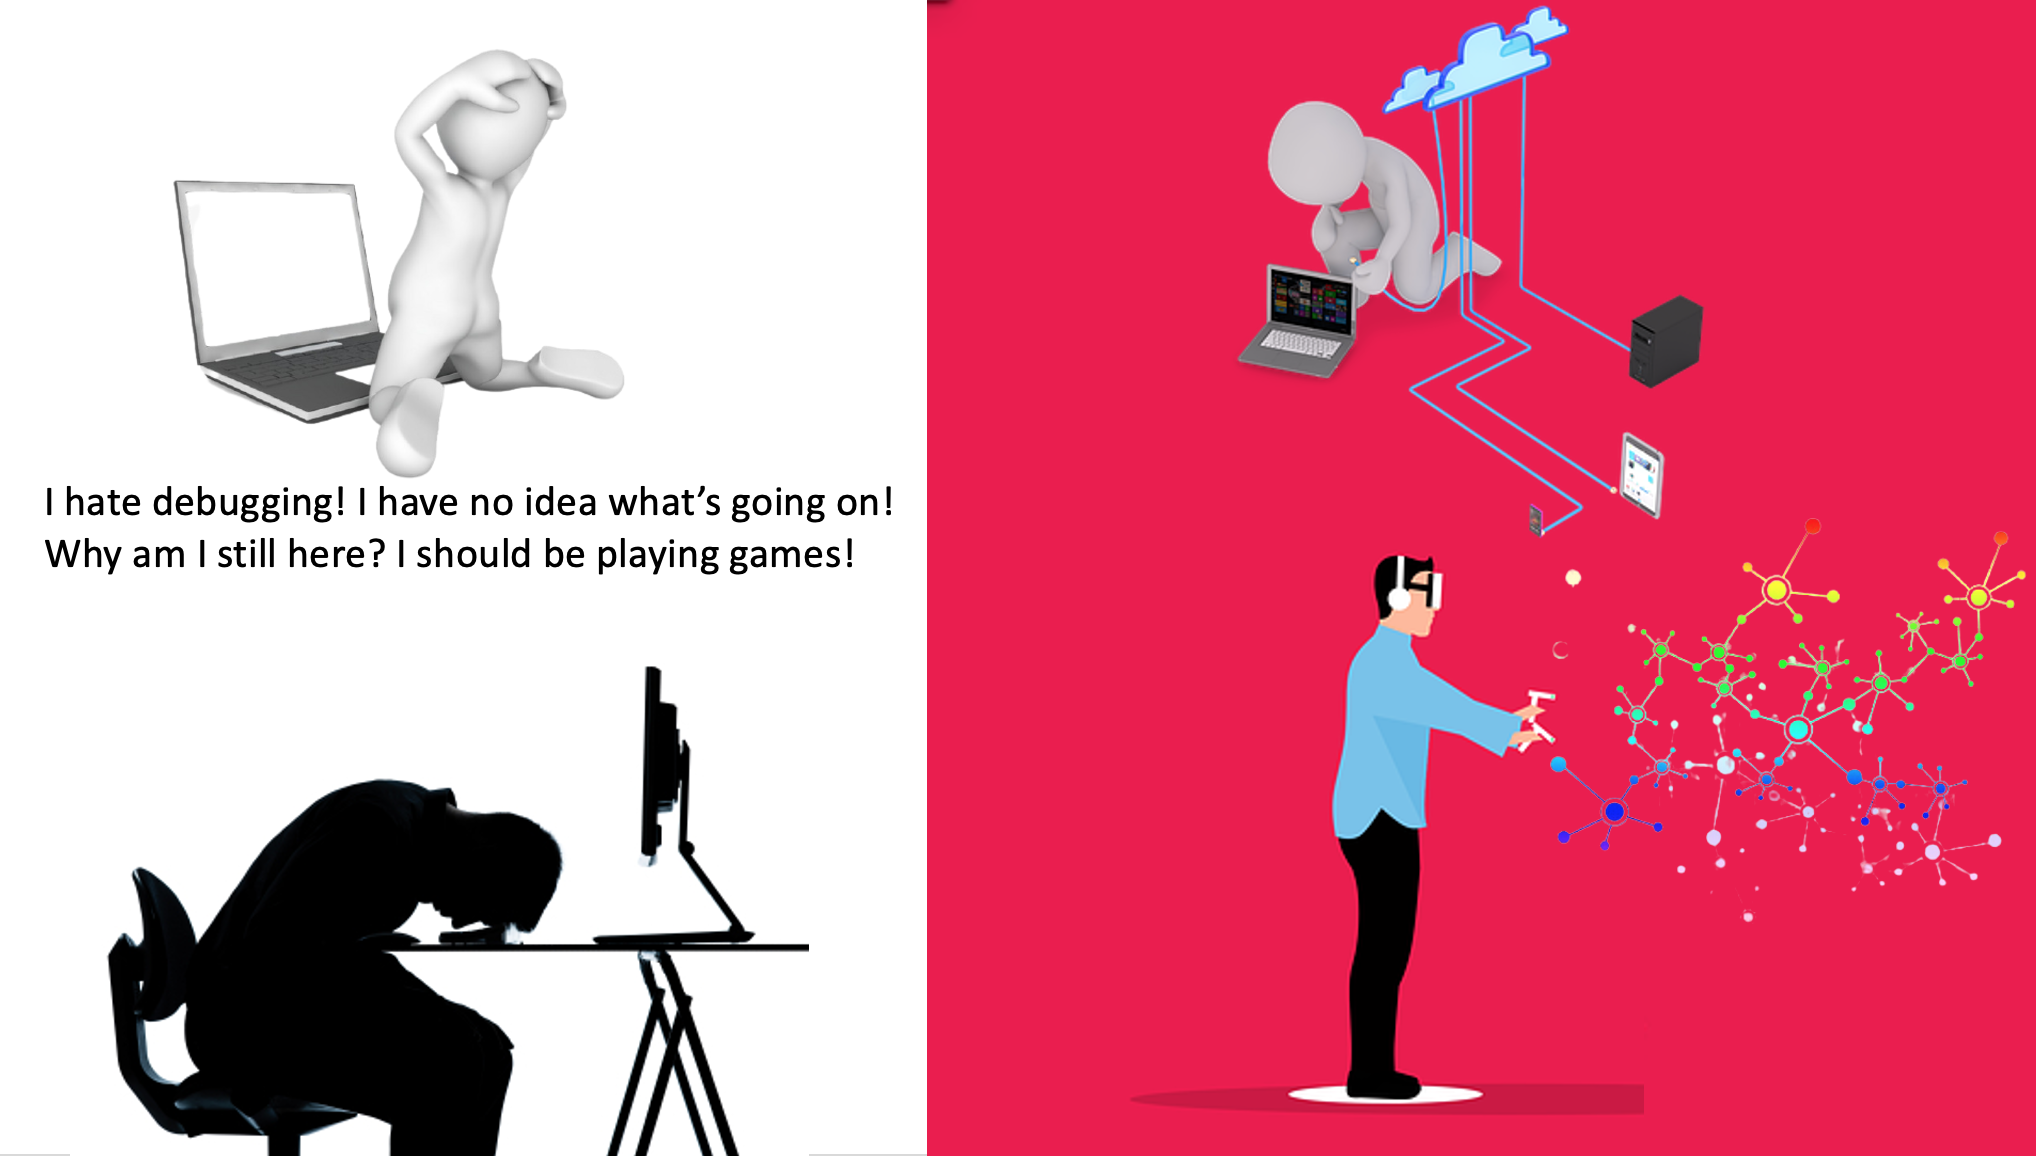 I hate debugging! I have no idea what’s going on!
Why am I still here? I should be playing games!